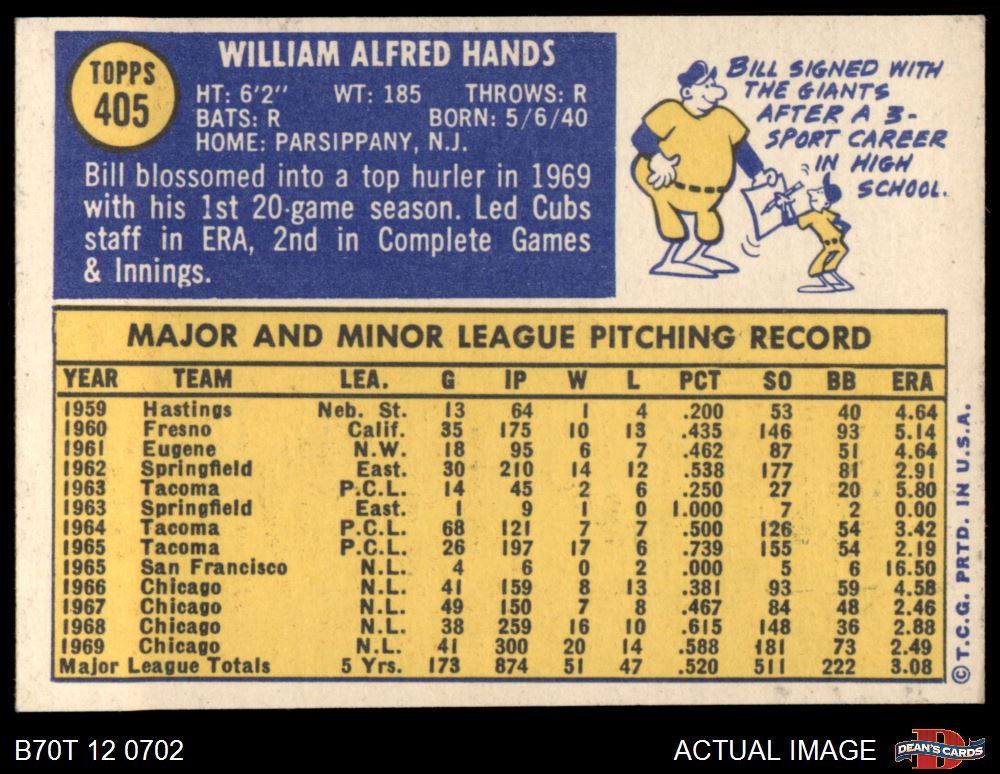 TOPPS
405
WILLIAM ALFRED HANDS
HT: 6'2" WT: 185 THROWS: R
BATS: R BORN: 5/6/40
HOME: PARSIPPANY, N.J.
Bill blossomed into a top hurler in 1969
with his 1st 20-game season. Led Cubs
staff in ERA, 2nd in Complete Games
& Innings.
BILL SIGNED WITH
THE GIANTS
AFTER A 3-
SPORT CAREER
IN HIGH
SCHOOL.
MAJOR AND MINOR LEAGUE PITCHING RECORD
YEAR TEAM LEA. G IP W L PCT SO BB ERA
1959 Hastings Neb. St. 13 64 1 4 .200 53 40 4.64
1960 Fresno Calif. 35 175 10 13 .435 146 93 5.14
1961 Eugene N.W. 18 95 6 7 .462 87 51 4.64
1962 Springfield East. 30 210 14 12 .538 177 81 2.91
1963 Tacoma P.C.L. 14 45 2 6 .250 27 20 5.80
1963 Springfield East. 1 9 1 0 1.000 7 2 0.00
1964 Tacoma P.C.L. 68 121 7 7 .500 126 54 3.42
1965 Tacoma P.C.L. 26 197 17 6 .739 155 54 2.19
1965 San Francisco N.L. 4 6 0 2 .000 5 6 16.50
1966 Chicago N.L. 41 159 8 13 .381 93 59 4.58
1967 Chicago N.L. 49 150 7 8 .467 84 48 2.46
1968 Chicago N.L. 38 259 16 10 .615 148 36 2.88
1969 Chicago N.L. 41 300 20 14 .588 181 73 2.49
Major League Totals 5 Yrs. 173 874 51 47 .520 511 222 3.08
© T.C.G. PRTD. IN U.S.A.
B70T 12 0702
ACTUAL IMAGE
D
DEAN'S CARDS